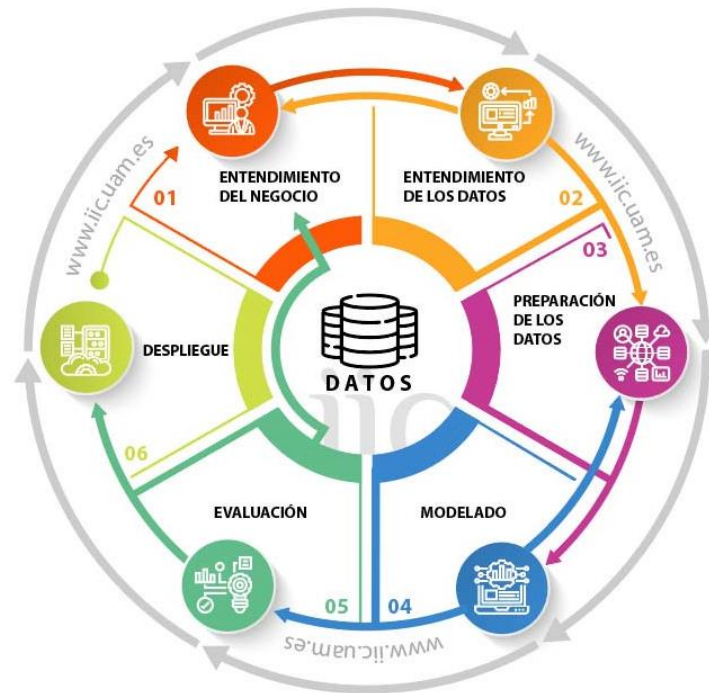 www.iic.uam.es
www.iic.uam.es
ENTENDIMIENTO
DEL NEGOCIO
01
ENTENDIMIENTO
DE LOS DATOS
02
03
PREPARACIÓN
DE LOS
DATOS
DATOS
iic
DESPLIEGUE
06
EVALUACIÓN
05
MODELADO
04
www.iic.uam.es